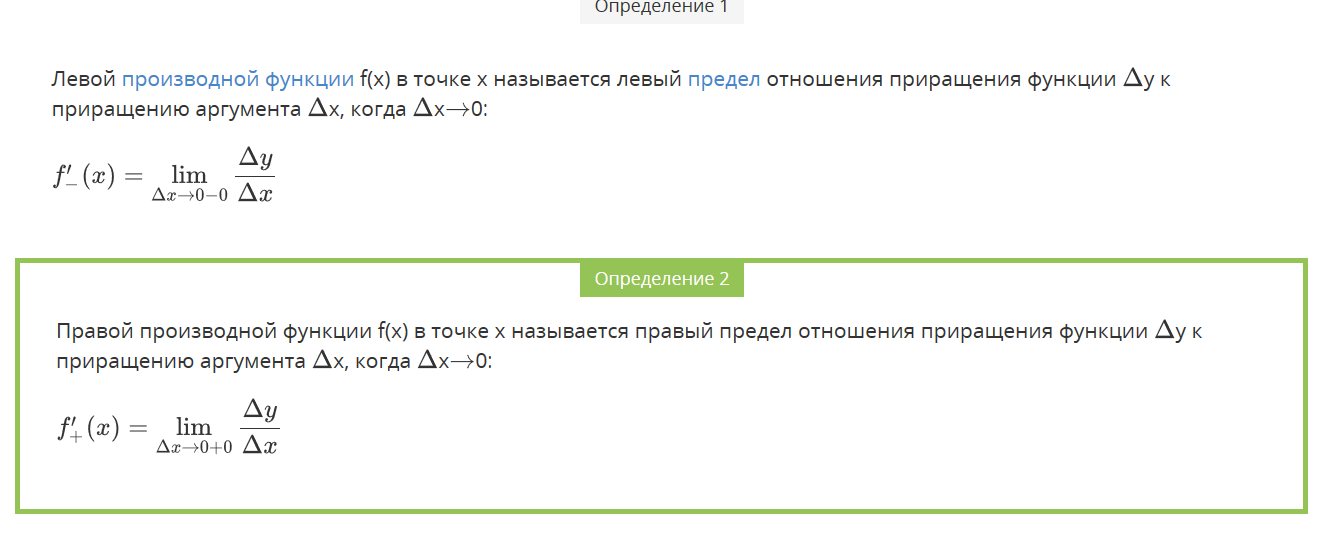 Определение 1
Левой производной функции f(x) в точке x называется левый предел отношения приращения функции Δy к
приращению аргумента Δx, когда Δx→0:
f′₋(x) = lim Δx→0−0 Δy/Δx
Определение 2
Правой производной функции f(x) в точке x называется правый предел отношения приращения функции Δy к
приращению аргумента Δx, когда Δx→0:
f′₊(x) = lim Δx→0+0 Δy/Δx